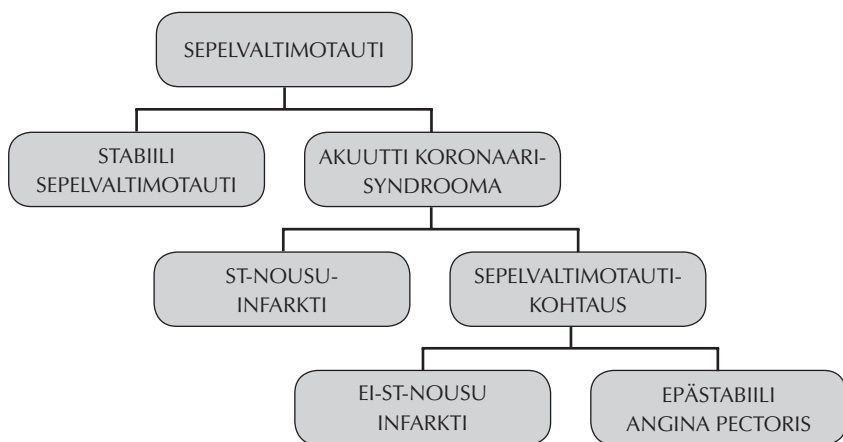 SEPELVALTIMOTAUTI
STABIILI
SEPELVALTIMOTAUTI
AKUUTTI KORONAARI-
SYNDROOMA
ST-NOUSU-
INFARKTI
SEPELVALTIMOTAUTI-
KOHTAUS
EI-ST-NOUSU
INFARKTI
EPÄSTABIILI
ANGINA PECTORIS